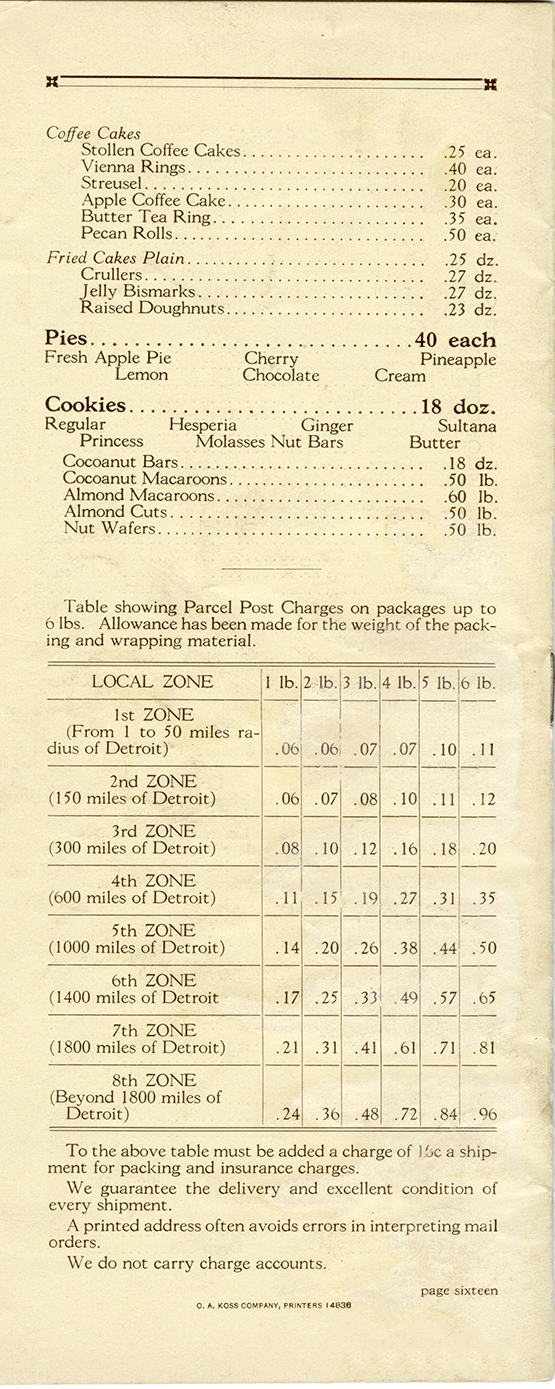 Coffee Cakes
Stollen Coffee Cakes..................... .25 ea.
Vienna Rings............................ .40 ea.
Streusel................................. .20 ea.
Apple Coffee Cake....................... .30 ea.
Butter Tea Ring......................... .35 ea.
Pecan Rolls............................. .50 ea.
Fried Cakes Plain........................ .25 dz.
Crullers................................. .27 dz.
Jelly Bismarks........................... .27 dz.
Raised Doughnuts........................ .23 dz.
Pies................................40 each
Fresh Apple Pie Cherry Pineapple
Lemon Chocolate Cream
Cookies............................18 doz.
Regular Hesperia Ginger Sultana
Princess Molasses Nut Bars Butter
Cocoanut Bars........................... .18 dz.
Cocoanut Macaroons...................... .50 lb.
Almond Macaroons........................ .60 lb.
Almond Cuts............................. .50 lb.
Nut Wafers.............................. .50 lb.
Table showing Parcel Post Charges on packages up to
6 lbs. Allowance has been made for the weight of the pack-
ing and wrapping material.
LOCAL ZONE 1 lb. 2 lb. 3 lb. 4 lb. 5 lb. 6 lb.
1st ZONE
(From 1 to 50 miles ra-
dius of Detroit) .06 .06 .07 .07 .10 .11
2nd ZONE
(150 miles of Detroit) .06 .07 .08 .10 .11 .12
3rd ZONE
(300 miles of Detroit) .08 .10 .12 .16 .18 .20
4th ZONE
(600 miles of Detroit) .11 .15 .19 .27 .31 .35
5th ZONE
(1000 miles of Detroit) .14 .20 .26 .38 .44 .50
6th ZONE
(1400 miles of Detroit .17 .25 .33 .49 .57 .65
7th ZONE
(1800 miles of Detroit) .21 .31 .41 .61 .71 .81
8th ZONE
(Beyond 1800 miles of
Detroit) .24 .36 .48 .72 .84 .96
To the above table must be added a charge of 16c a ship-
ment for packing and insurance charges.
We guarantee the delivery and excellent condition of
every shipment.
A printed address often avoids errors in interpreting mail
orders.
We do not carry charge accounts.
page sixteen
O. A. KOSS COMPANY, PRINTERS 14836